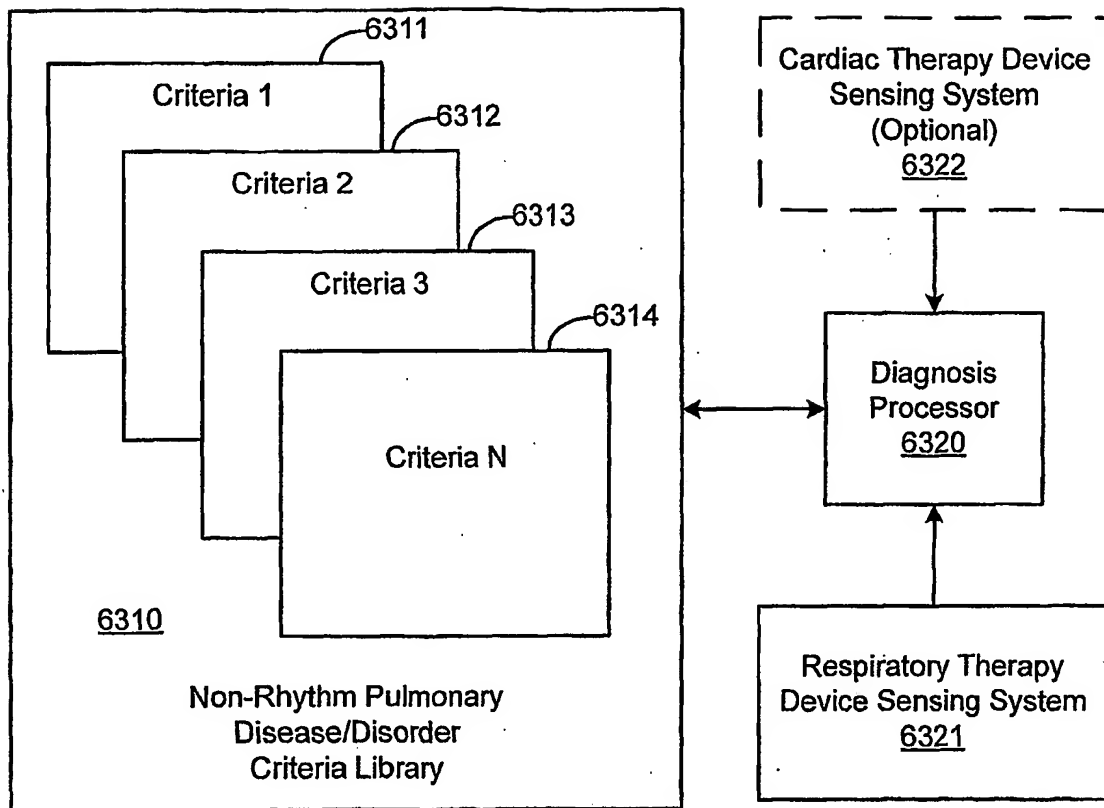 6311
Criteria 1
6312
Criteria 2
6313
Criteria 3
6314
Criteria N
6310
Non-Rhythm Pulmonary
Disease/Disorder
Criteria Library
Cardiac Therapy Device
Sensing System
(Optional)
6322
Diagnosis
Processor
6320
Respiratory Therapy
Device Sensing System
6321